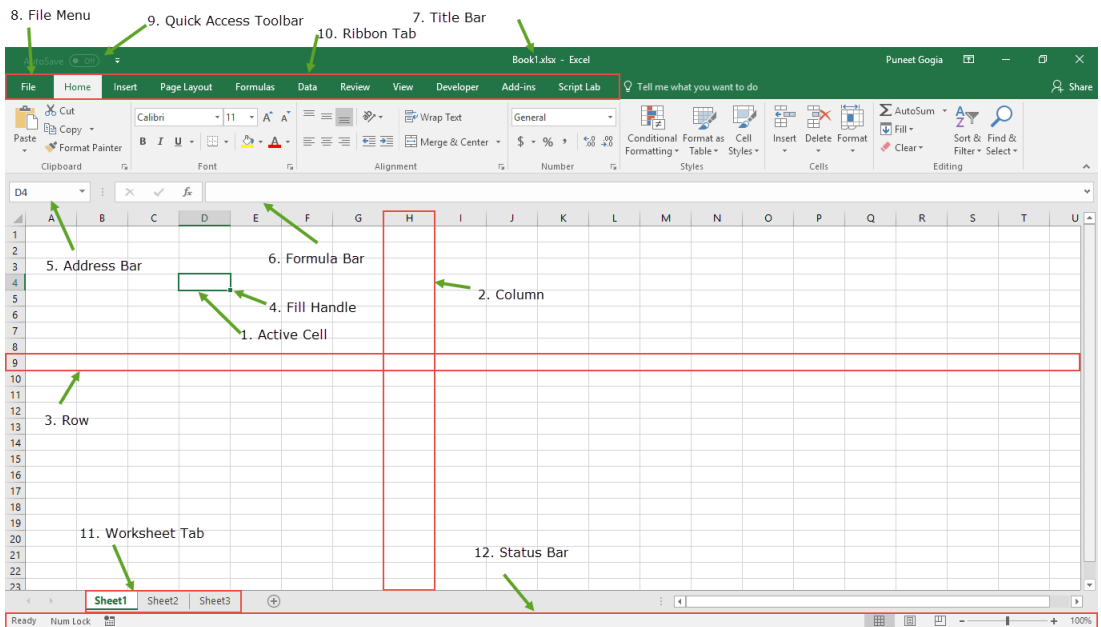 8. File Menu
9. Quick Access Toolbar
7. Title Bar
10. Ribbon Tab
AutoSave Off Book1.xlsx - Excel Puneet Gogia
File Home Insert Page Layout Formulas Data Review View Developer Add-ins Script Lab Tell me what you want to do Share
Cut Calibri 11 A A Wrap Text General AutoSum
Copy Fill
Paste Format Painter B I U A Merge & Center $ % , Conditional Format as Cell Insert Delete Format Clear Sort & Find &
Formatting Table Styles Filter Select
Clipboard Font Alignment Number Styles Cells Editing
D4 fx
A B C D E F G H I J K L M N O P Q R S T U
1
2
3
5. Address Bar 6. Formula Bar
4
2. Column
5
4. Fill Handle
6
7
1. Active Cell
8
9
10
11
12
3. Row
13
14
15
16
17
18
19
11. Worksheet Tab
20
12. Status Bar
21
22
23
Sheet1 Sheet2 Sheet3
Ready Num Lock 100%